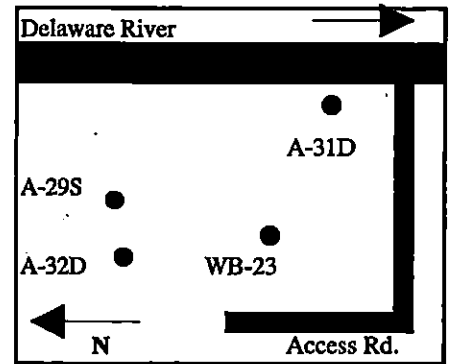 Delaware River
A-31D
A-29S
A-32D
WB-23
N
Access Rd.